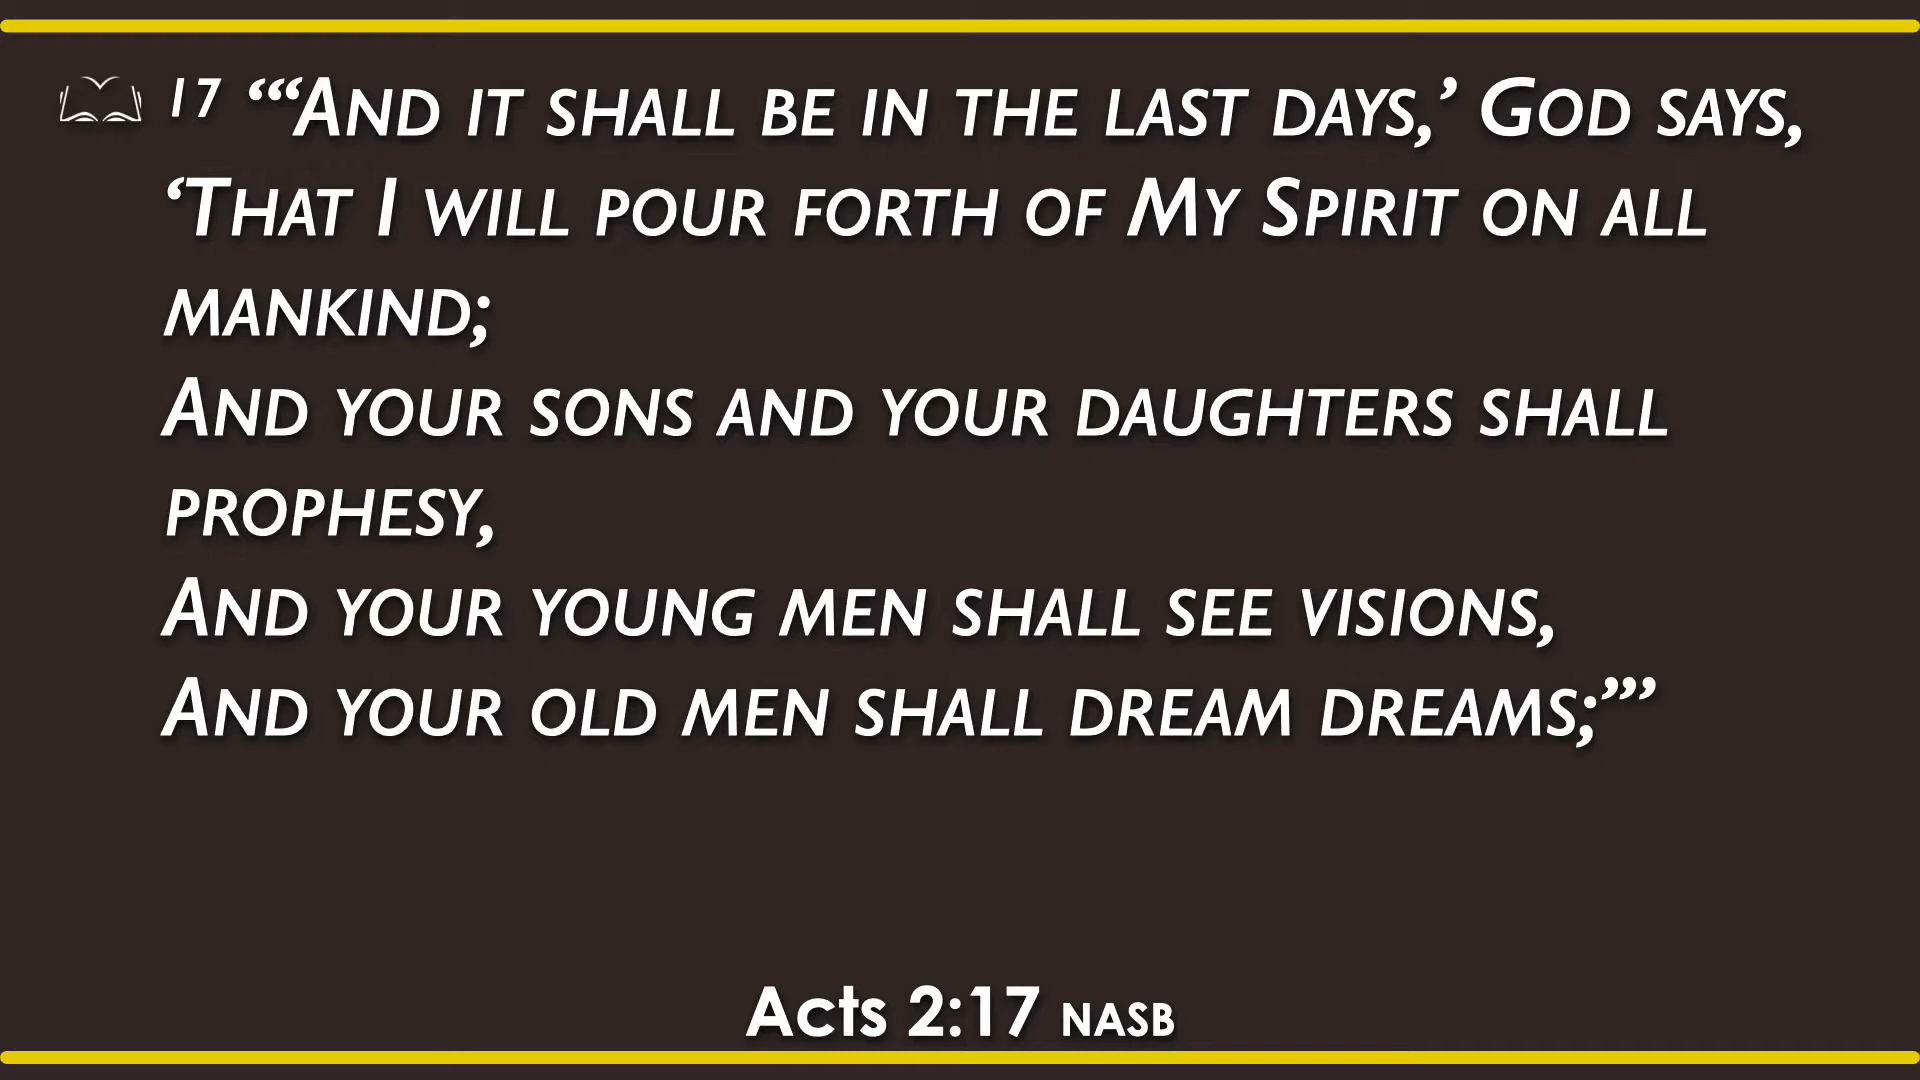 17 “‘“And it shall be in the last days,’ God says,
‘That I will pour forth of My Spirit on all
mankind;
And your sons and your daughters shall
prophesy,
And your young men shall see visions,
And your old men shall dream dreams;”’”
Acts 2:17 NASB